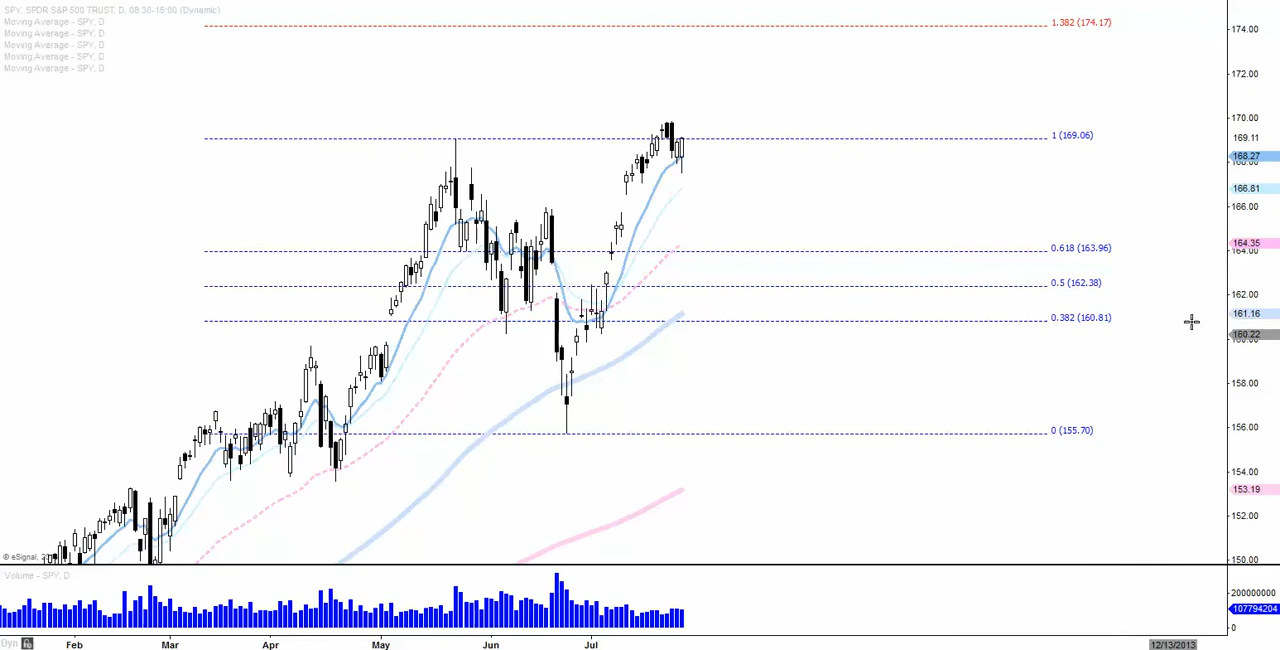 SPY, SPDR S&P 500 TRUST, D, 08:30-15:00 (Dynamic)
Moving Average - SPY, D
Moving Average - SPY, D
Moving Average - SPY, D
Moving Average - SPY, D
Moving Average - SPY, D
1.382 (174.17)
174.00
172.00
170.00
1 (169.06)
169.11
168.27
166.81
166.00
164.35
0.618 (163.96)
164.00
0.5 (162.38)
162.00
161.16
0.382 (160.81)
160.22
158.00
0 (155.70)
156.00
154.00
153.19
152.00
© eSignal, 20
150.00
Volume - SPY, D
200000000
107794204
0
Dyn
Feb Mar Apr May Jun Jul 12/13/2013